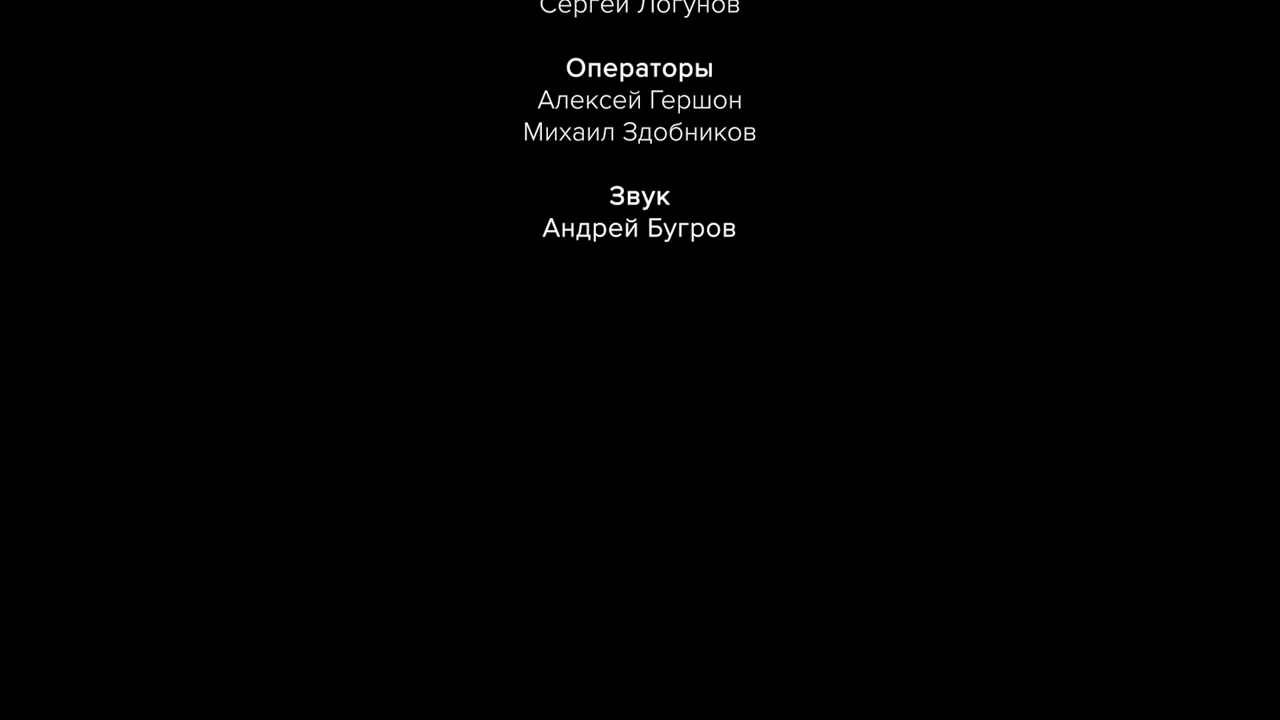 Сергей Логунов
Операторы
Алексей Гершон
Михаил Здобников
Звук
Андрей Бугров